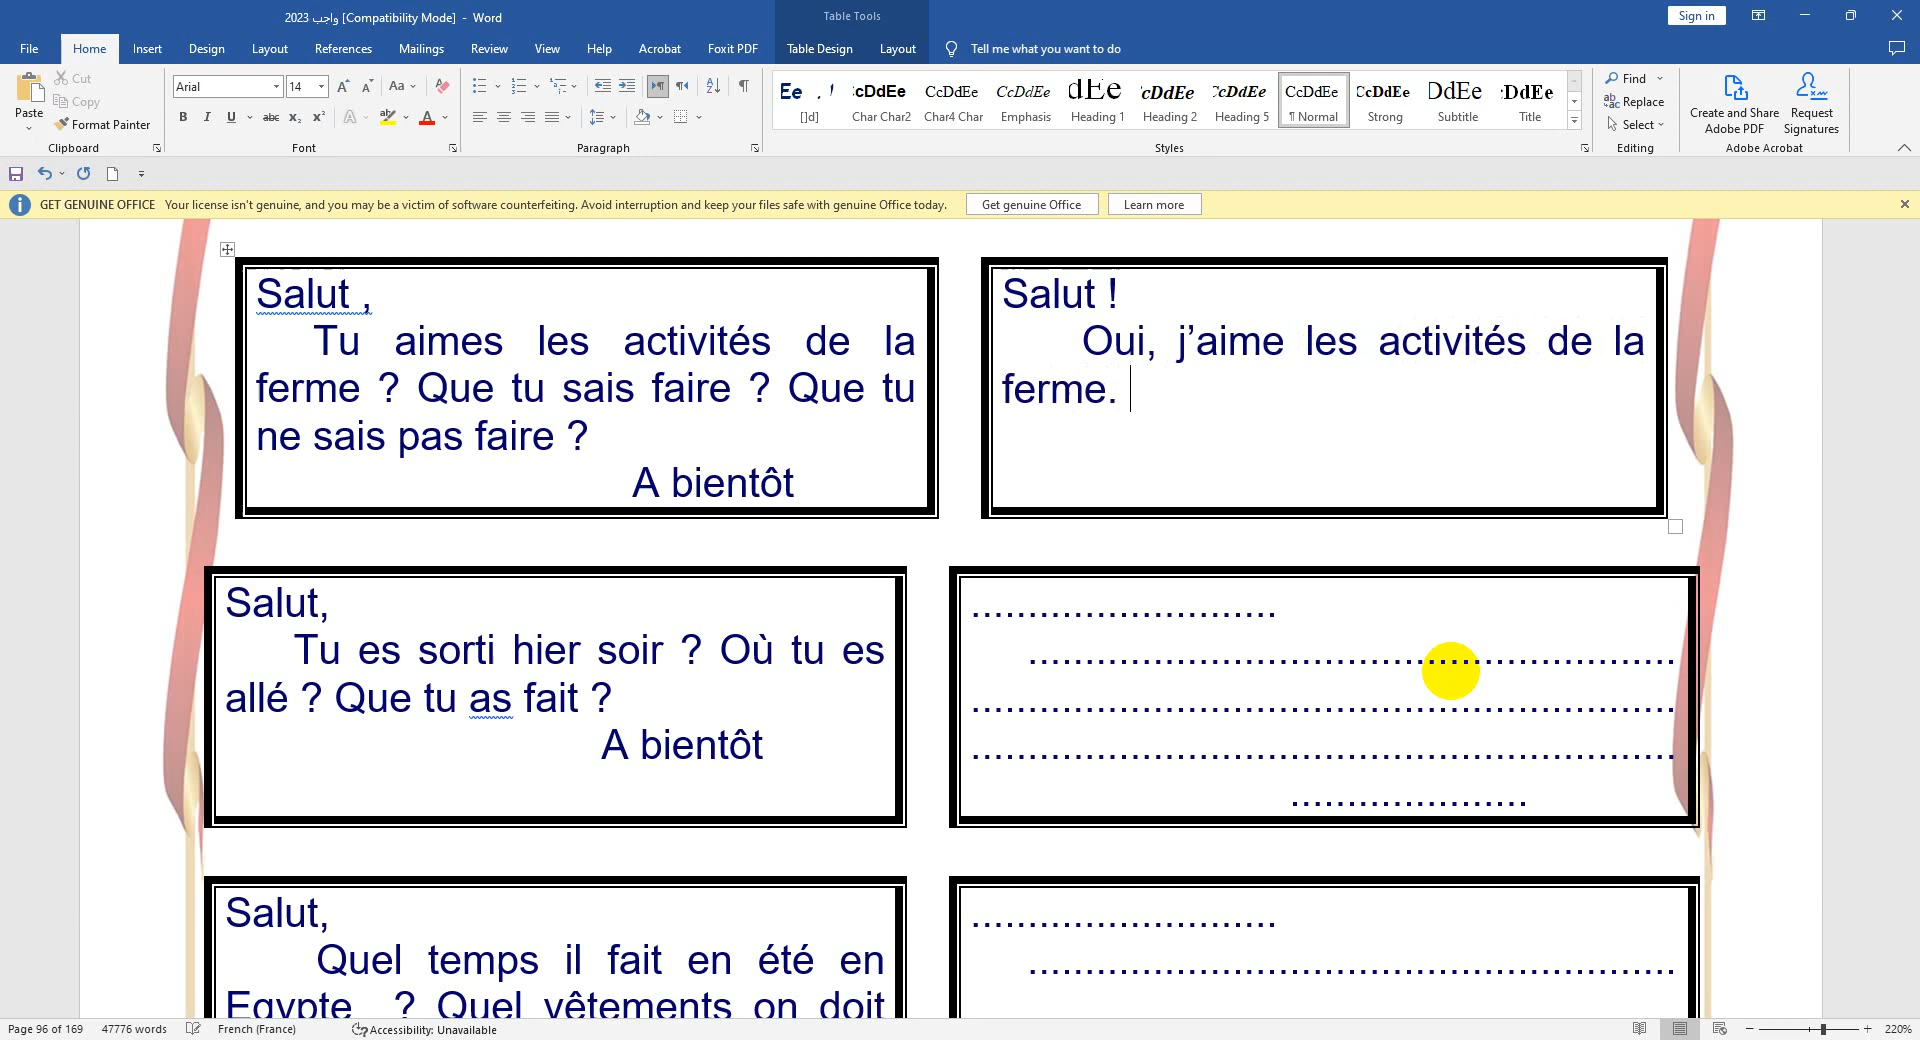 واجب 2023 [Compatibility Mode] - Word
Table Tools
Sign in
File Home Insert Design Layout References Mailings Review View Help Acrobat Foxit PDF Table Design Layout Tell me what you want to do
Paste
Cut
Copy
Format Painter
Clipboard
Arial 14
Font
Paragraph
[]d]
Char Char2
Char4 Char
Emphasis
Heading 1
Heading 2
Heading 5
¶ Normal
Strong
Subtitle
Title
Styles
Find
Replace
Select
Editing
Create and Share Adobe PDF
Request Signatures
Adobe Acrobat
GET GENUINE OFFICE Your license isn't genuine, and you may be a victim of software counterfeiting. Avoid interruption and keep your files safe with genuine Office today. Get genuine Office Learn more
Salut ,
Tu aimes les activités de la
ferme ? Que tu sais faire ? Que tu
ne sais pas faire ?
A bientôt
Salut !
Oui, j’aime les activités de la
ferme.
Salut,
Tu es sorti hier soir ? Où tu es
allé ? Que tu as fait ?
A bientôt
Salut,
Quel temps il fait en été en
Egypte ? Quel vêtements on doit
Page 96 of 169 47776 words French (France) Accessibility: Unavailable 220%